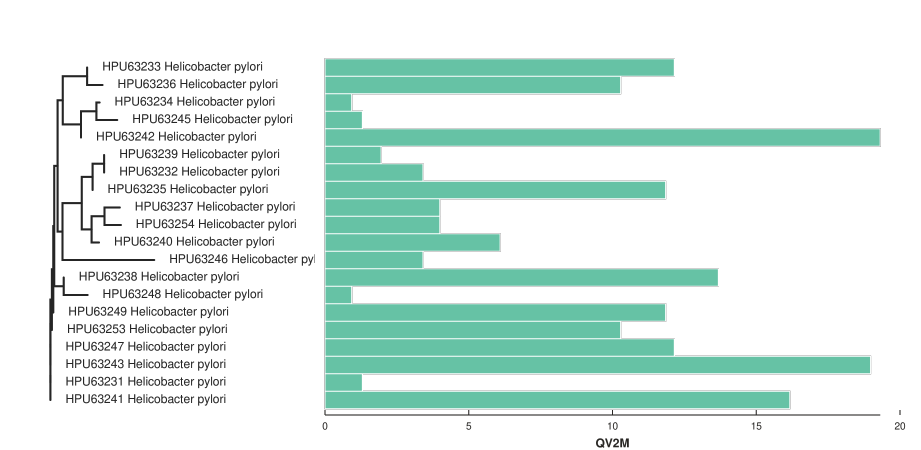 HPU63233 Helicobacter pylori
HPU63236 Helicobacter pylori
HPU63234 Helicobacter pylori
HPU63245 Helicobacter pylori
HPU63242 Helicobacter pylori
HPU63239 Helicobacter pylori
HPU63232 Helicobacter pylori
HPU63235 Helicobacter pylori
HPU63237 Helicobacter pylori
HPU63254 Helicobacter pylori
HPU63240 Helicobacter pylori
HPU63246 Helicobacter pyl
HPU63238 Helicobacter pylori
HPU63248 Helicobacter pylori
HPU63249 Helicobacter pylori
HPU63253 Helicobacter pylori
HPU63247 Helicobacter pylori
HPU63243 Helicobacter pylori
HPU63231 Helicobacter pylori
HPU63241 Helicobacter pylori
0 5 10 15 20
QV2M